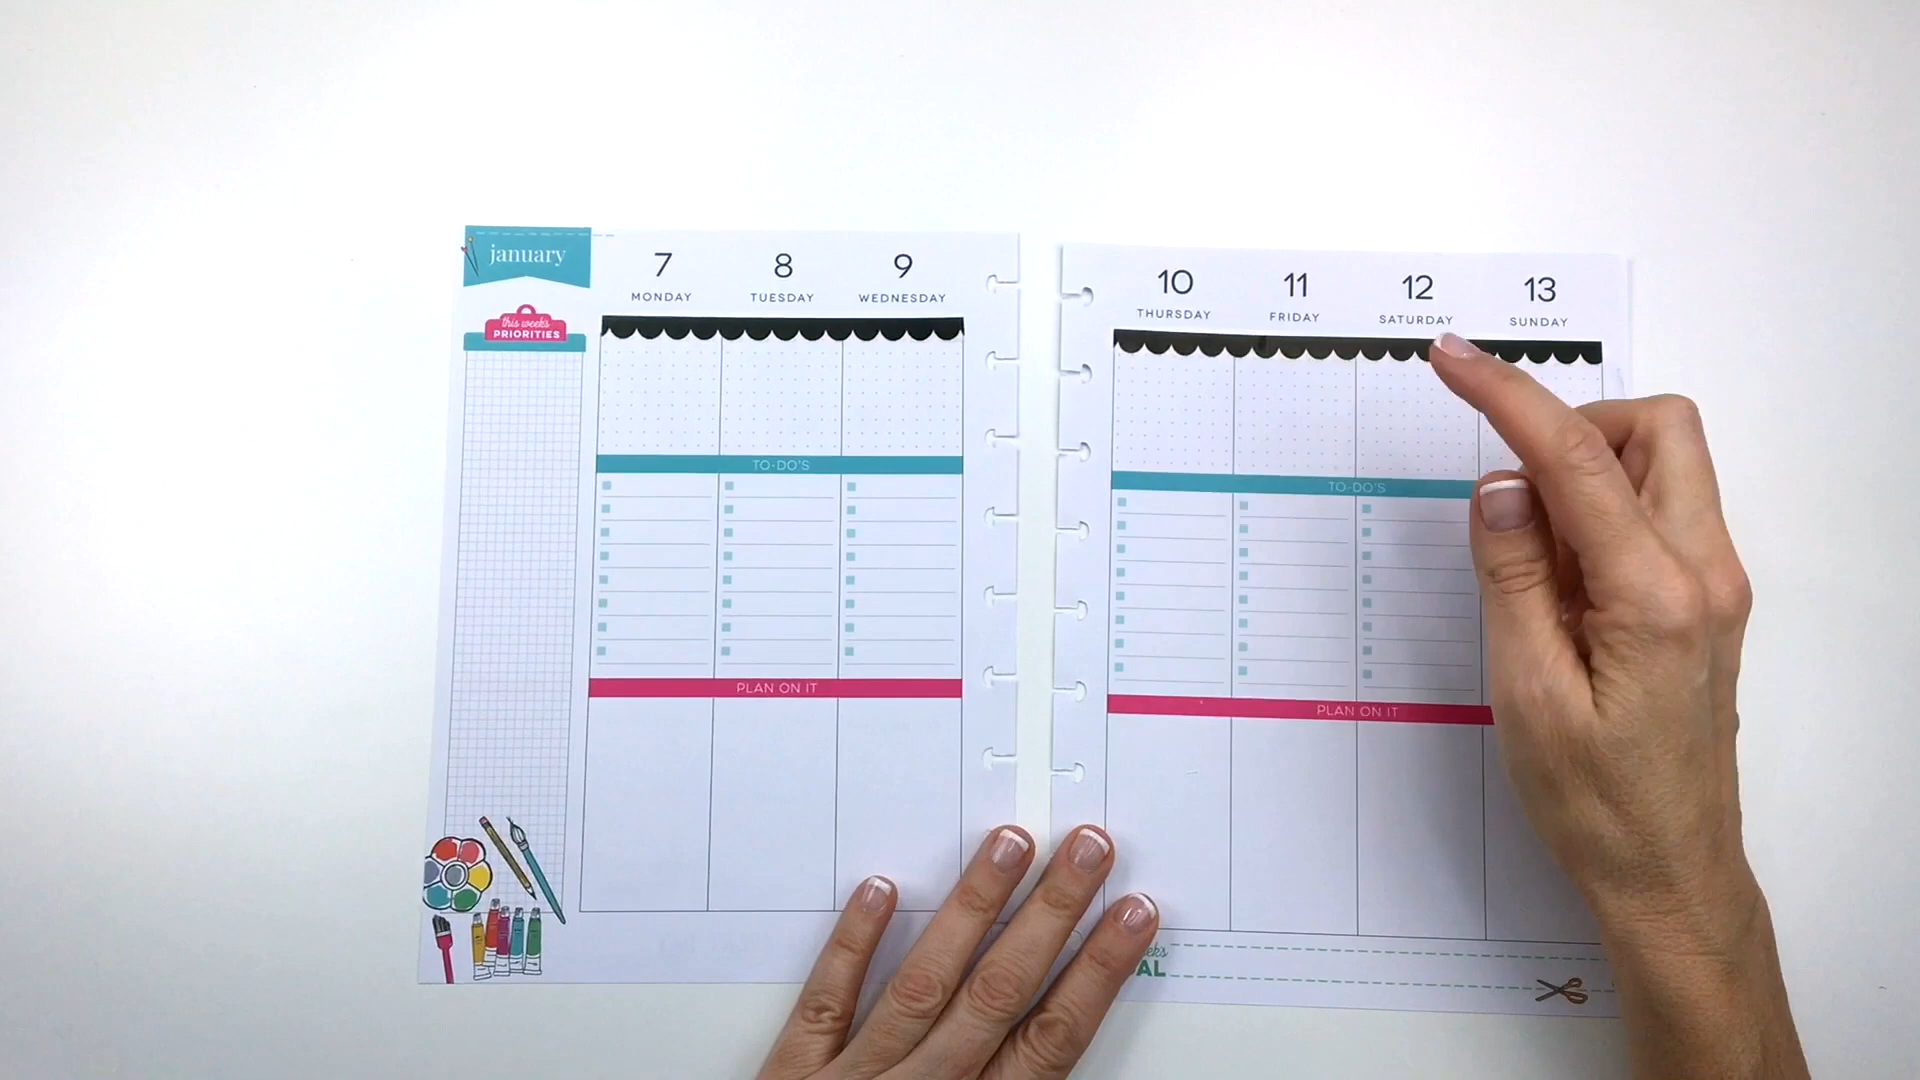 january
this week's
PRIORITIES
7 8 9
MONDAY TUESDAY WEDNESDAY
TO-DO'S
PLAN ON IT
10 11 12 13
THURSDAY FRIDAY SATURDAY SUNDAY
TO-DO'S
PLAN ON IT